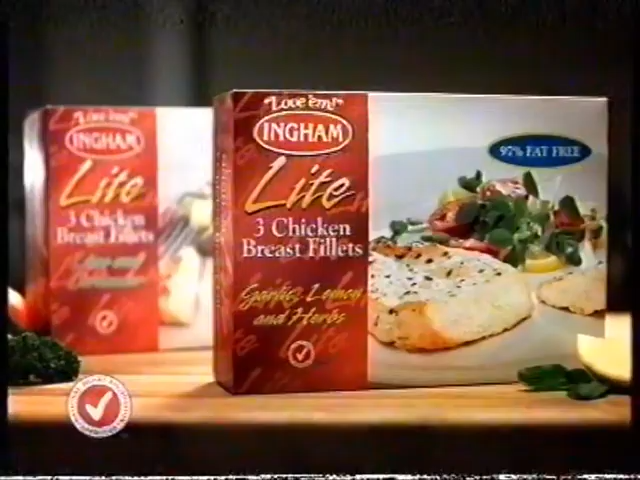 "Love 'em!"
INGHAM
Lite
3 Chicken
Breast Fillets
"Love 'em!"
INGHAM
Lite
3 Chicken
Breast Fillets
Garlic, Lemon
and Herbs
97% FAT FREE